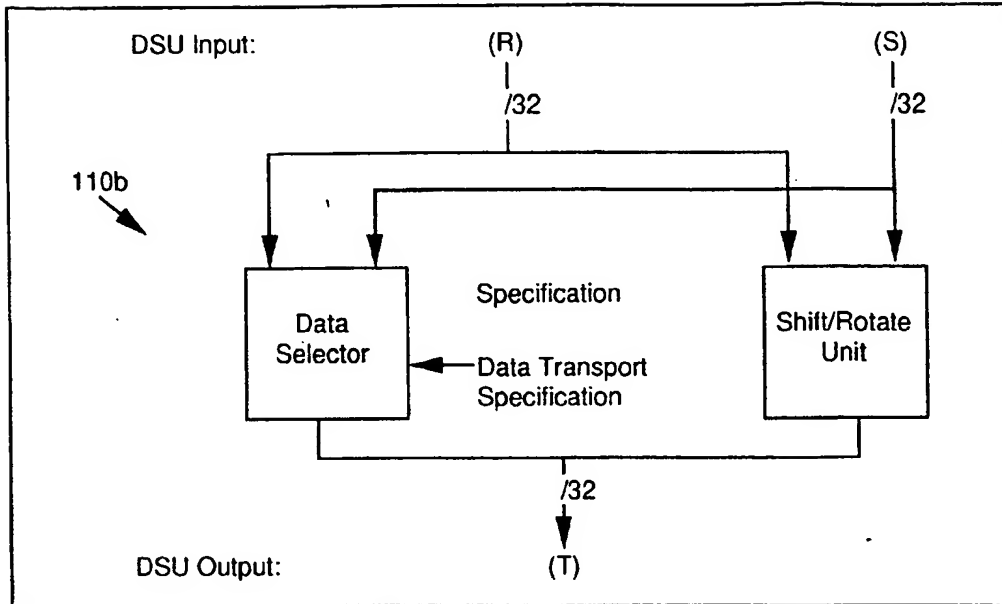 DSU Input: (R) (S)
/32 /32
110b
Specification
Data
Selector
Shift/Rotate
Unit
Data Transport
Specification
/32
DSU Output: (T)